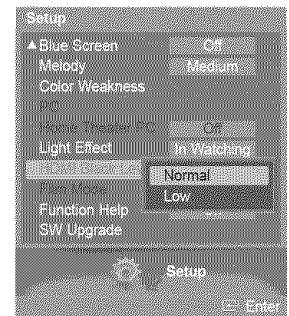 Setup
▲ Blue Screen Off
Melody Medium
Color Weakness
PC
Home Theater PC Off
Light Effect In Watching
Normal
Film Mode
Low
Function Help
SW Upgrade
Setup
Enter